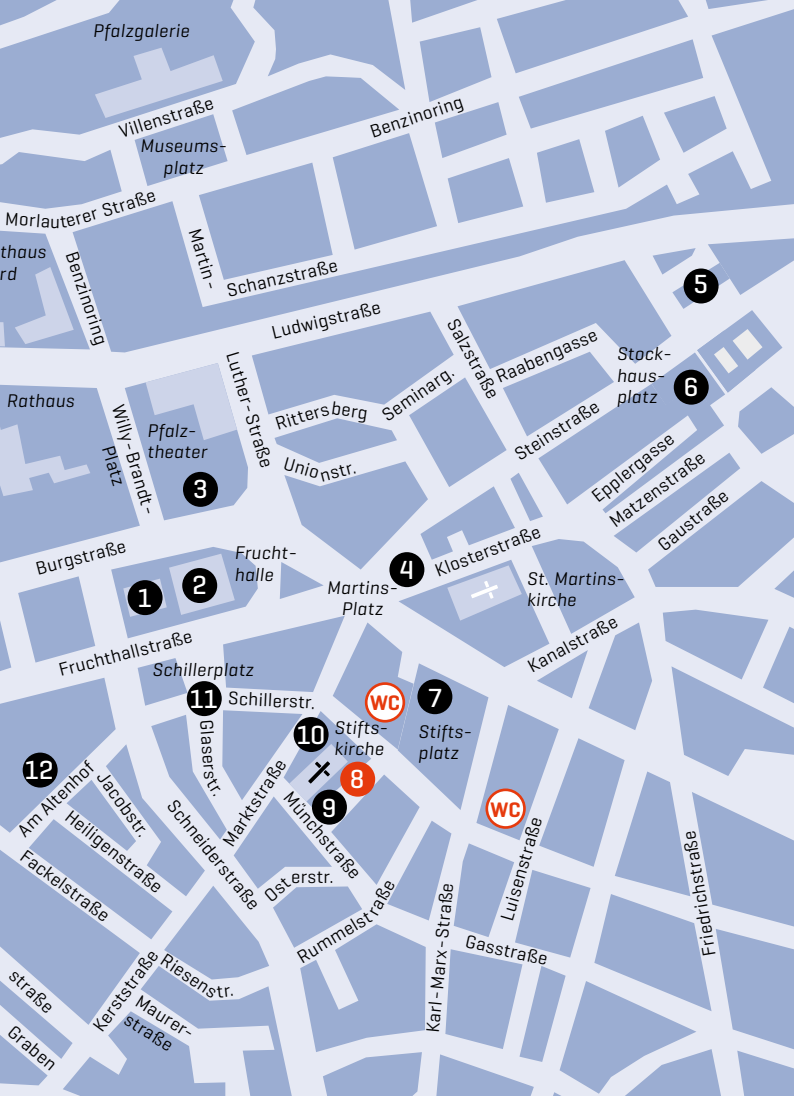 Pfalzgalerie
Villenstraße
Benzinoring
Museums-
platz
Morlauterer Straße
thaus
rd
Benzinoring
Martin-
Schanzstraße
Ludwigstraße
5
Salzstraße
Raabengasse
Stock-
haus-
platz
6
Rathaus
Luther-Straße
Rittersberg
Seminarg.
Willy-Brandt-
Platz
Pfalz-
theater
3
Unionstr.
Steinstraße
Epplergasse
Matzenstraße
Gaustraße
Burgstraße
Frucht-
halle
1
2
4
Klosterstraße
Martins-
Platz
St. Martins-
kirche
Kanalstraße
Fruchthallstraße
Schillerplatz
11
Schillerstr.
WC
7
Glaserstr.
10
Stifts-
kirche
Stifts-
platz
12
8
9
WC
Am Altenhof
Jacobstr.
Heiligenstraße
Fackelstraße
Schneiderstraße
Marktstraße
Münchstraße
Osterstr.
Rummelstraße
Karl-Marx-Straße
Luisenstraße
Gasstraße
Friedrichstraße
Kerststraße
Riesenstr.
Maurer-
straße
straße
Graben